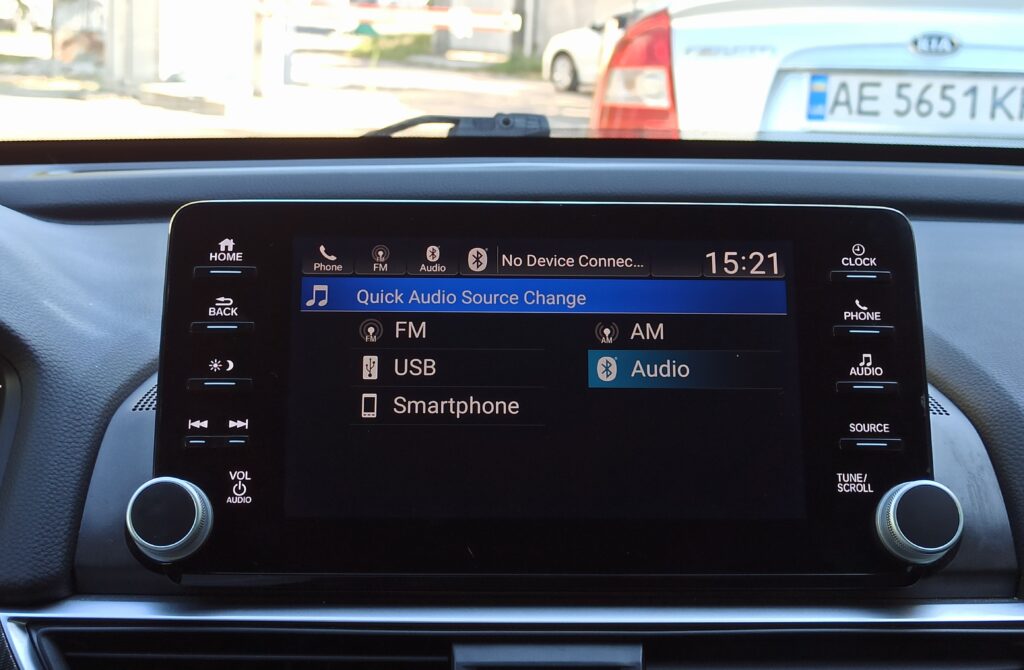 KIA
AE 5651
HOME
BACK
VOL
AUDIO
Phone
FM
Audio
No Device Connec...
15:21
Quick Audio Source Change
FM
AM
USB
Audio
Smartphone
CLOCK
PHONE
AUDIO
SOURCE
TUNE/
SCROLL